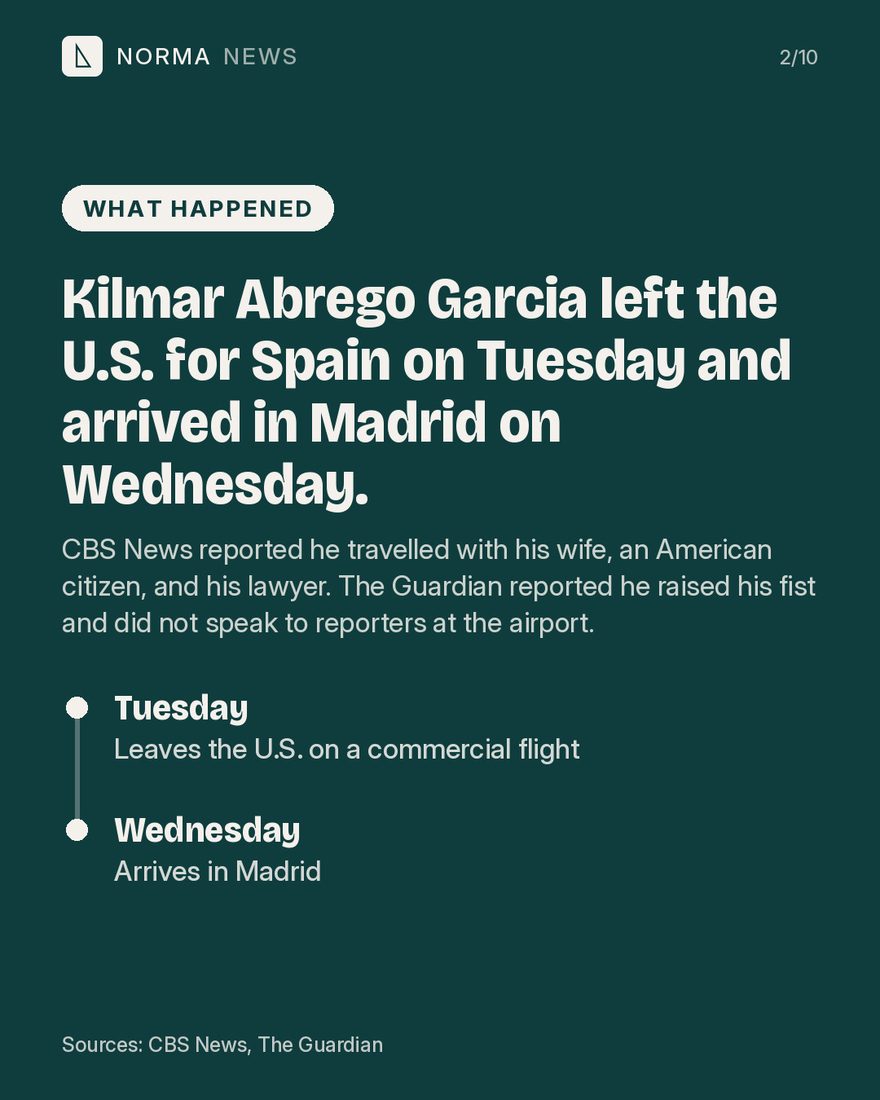 NORMA NEWS
2/10
WHAT HAPPENED
Kilmar Abrego Garcia left the
U.S. for Spain on Tuesday and
arrived in Madrid on
Wednesday.
CBS News reported he travelled with his wife, an American
citizen, and his lawyer. The Guardian reported he raised his fist
and did not speak to reporters at the airport.
Tuesday
Leaves the U.S. on a commercial flight
Wednesday
Arrives in Madrid
Sources: CBS News, The Guardian